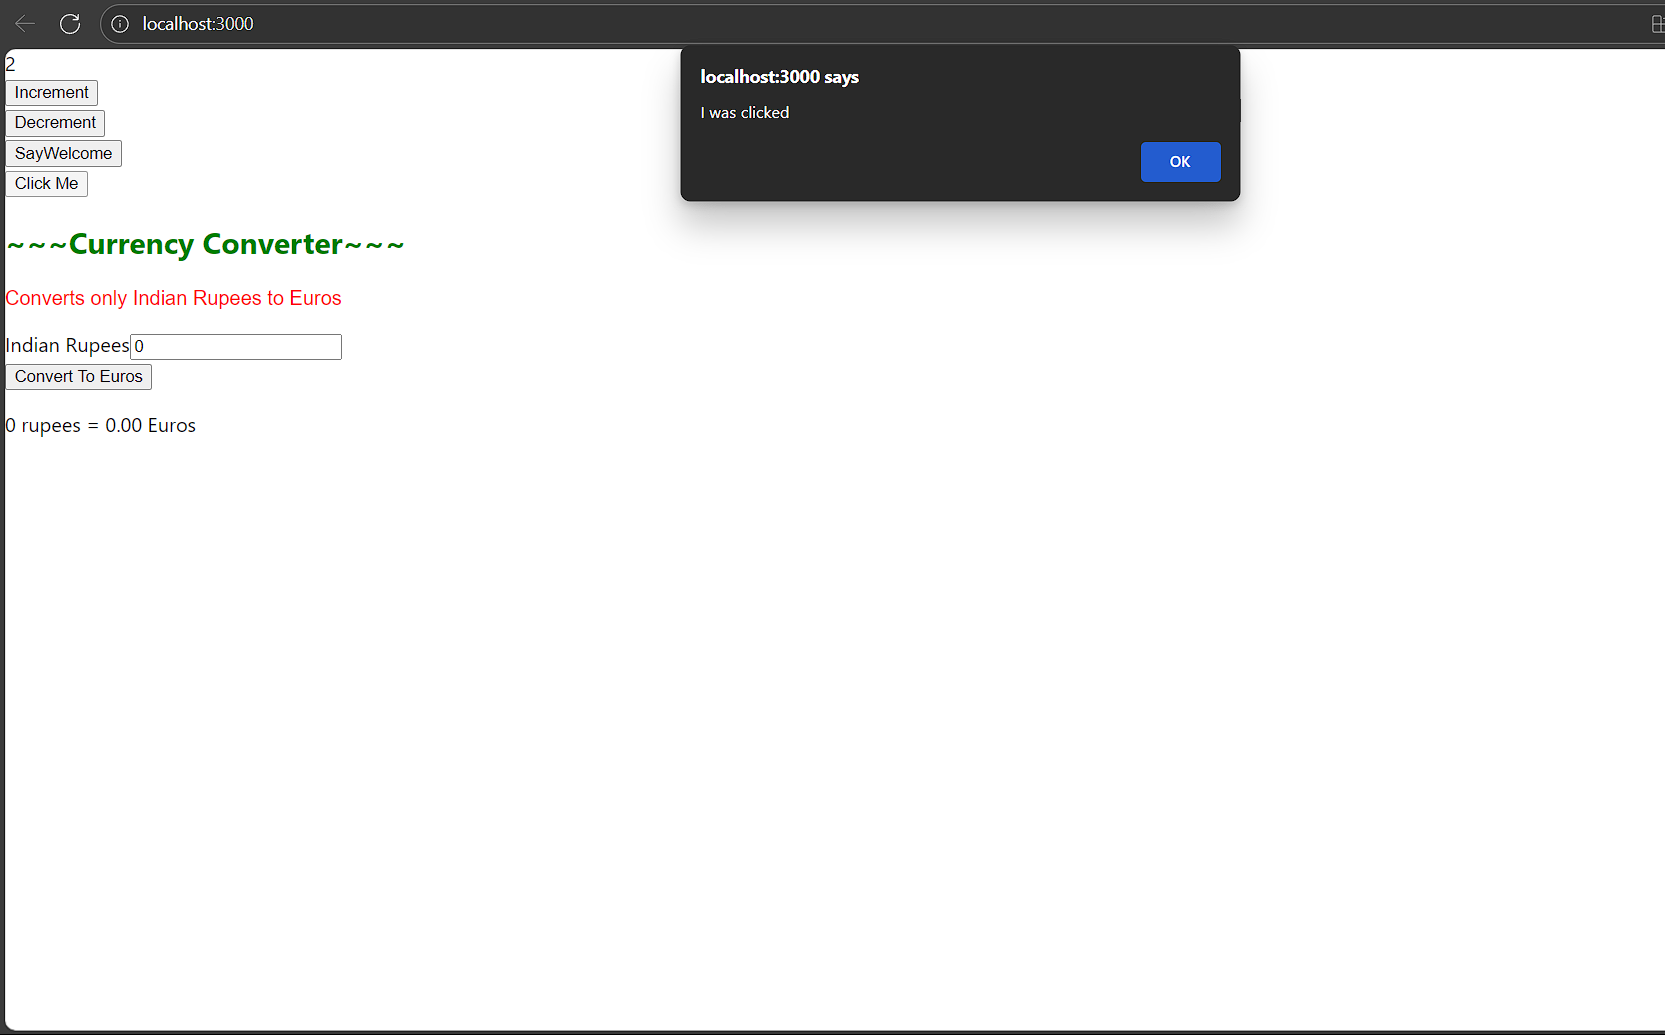 localhost:3000
localhost:3000 says
I was clicked
OK
2
Increment
Decrement
SayWelcome
Click Me
~~~Currency Converter~~~
Converts only Indian Rupees to Euros
Indian Rupees 0
Convert To Euros
0 rupees = 0.00 Euros